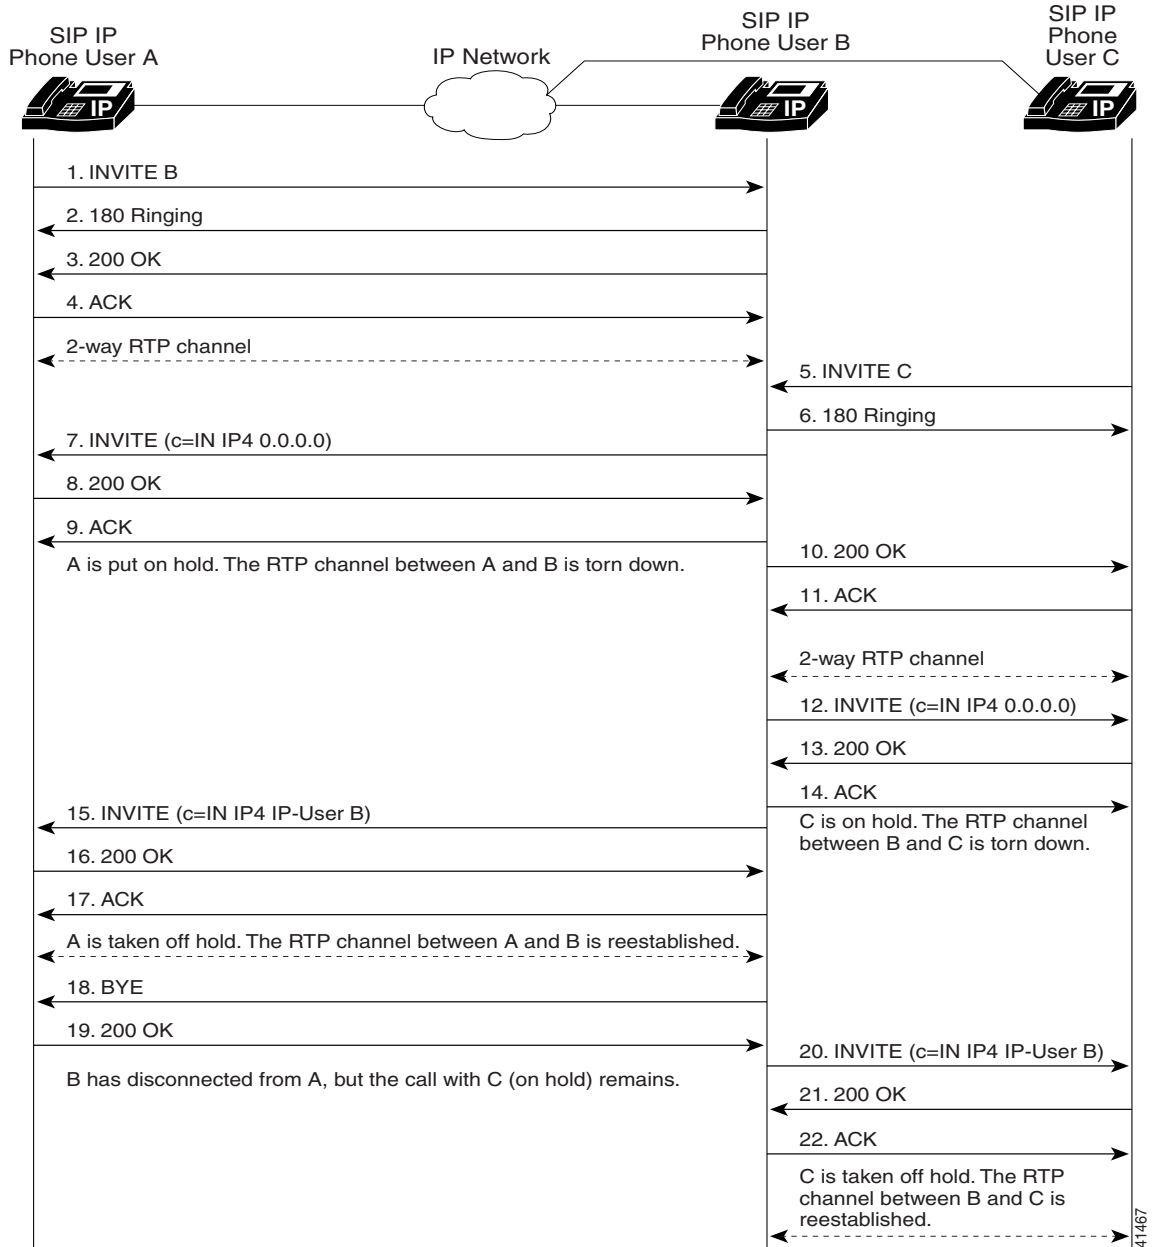 SIP IP
Phone User A
IP Network
SIP IP
Phone User B
SIP IP
Phone
User C
IP
IP
IP
1. INVITE B
2. 180 Ringing
3. 200 OK
4. ACK
2-way RTP channel
5. INVITE C
6. 180 Ringing
7. INVITE (c=IN IP4 0.0.0.0)
8. 200 OK
9. ACK
A is put on hold. The RTP channel between A and B is torn down.
10. 200 OK
11. ACK
2-way RTP channel
12. INVITE (c=IN IP4 0.0.0.0)
13. 200 OK
14. ACK
C is on hold. The RTP channel
between B and C is torn down.
15. INVITE (c=IN IP4 IP-User B)
16. 200 OK
17. ACK
A is taken off hold. The RTP channel between A and B is reestablished.
18. BYE
19. 200 OK
B has disconnected from A, but the call with C (on hold) remains.
20. INVITE (c=IN IP4 IP-User B)
21. 200 OK
22. ACK
C is taken off hold. The RTP
channel between B and C is
reestablished.
41467